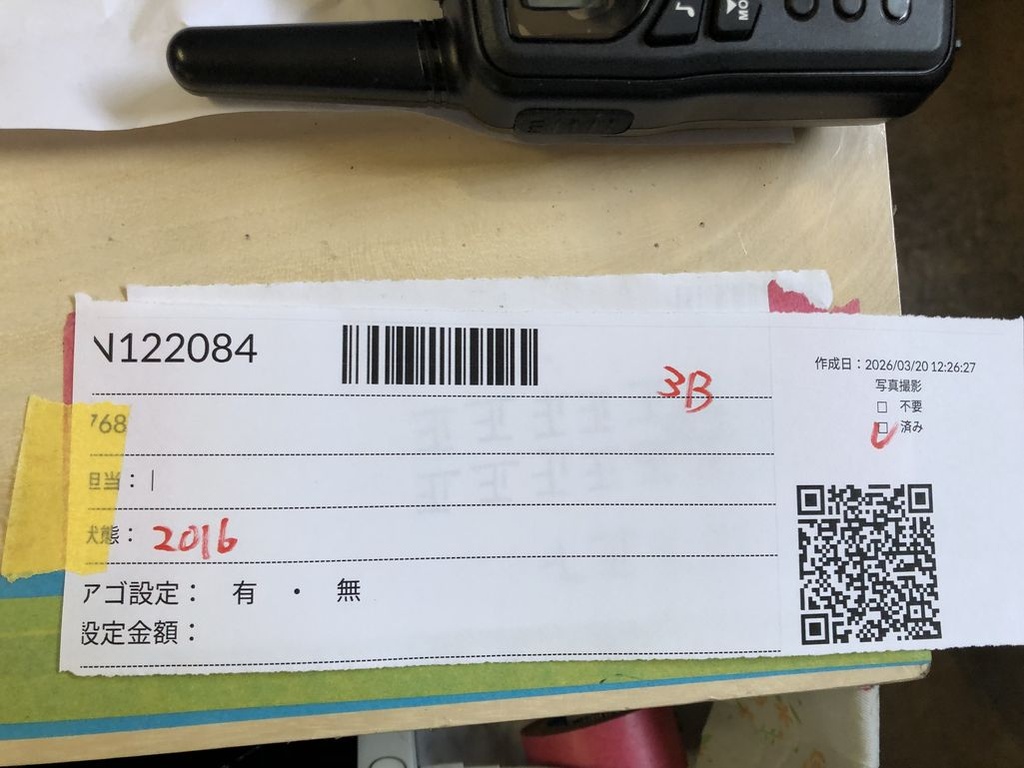 MO
N122084
3B
768
担当：|
状態：2016
アゴ設定： 有 ・ 無
設定金額：
作成日：2026/03/20 12:26:27
写真撮影
□ 不要
□ 済み